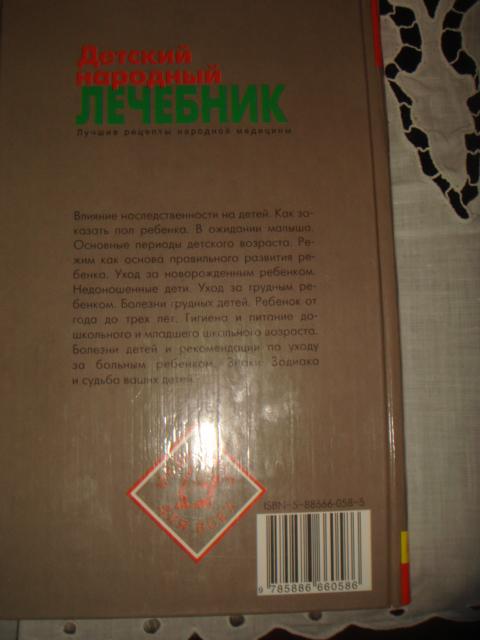 Детский
народный
ЛЕЧЕБНИК
Лучшие рецепты народной медицины
Влияние наследственности на детей. Как за-
казать пол ребенка. В ожидании малыша.
Основные периоды детского возраста. Ре-
жим как основа правильного развития ре-
бенка. Уход за новорожденным ребенком.
Недоношенные дети. Уход за грудным ре-
бенком. Болезни грудных детей. Ребенок от
года до трех лет. Гигиена и питание до-
школьного и младшего школьного возраста.
Болезни детей и рекомендации по уходу
за больным ребенком. Знаки Зодиака
и судьба ваших детей.
ISBN-5-88666-058-5
9 785886 660586